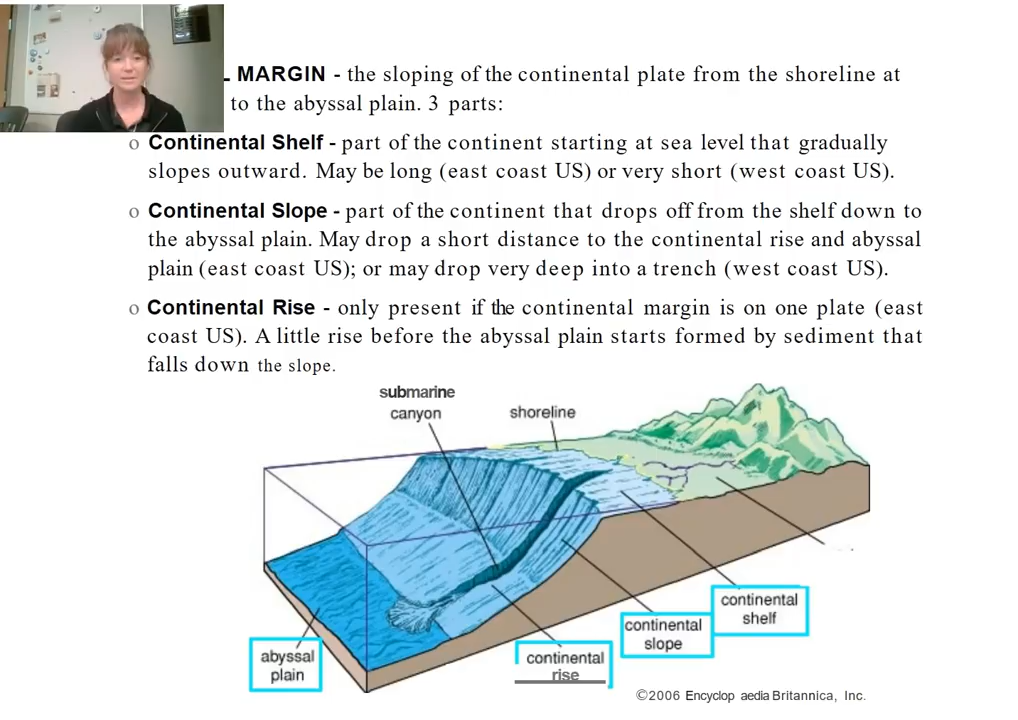 L MARGIN - the sloping of the continental plate from the shoreline at
to the abyssal plain. 3 parts:
o Continental Shelf - part of the continent starting at sea level that gradually
slopes outward. May be long (east coast US) or very short (west coast US).
o Continental Slope - part of the continent that drops off from the shelf down to
the abyssal plain. May drop a short distance to the continental rise and abyssal
plain (east coast US); or may drop very deep into a trench (west coast US).
o Continental Rise - only present if the continental margin is on one plate (east
coast US). A little rise before the abyssal plain starts formed by sediment that
falls down the slope.
submarine
canyon
shoreline
continental
shelf
continental
slope
continental
rise
abyssal
plain
©2006 Encyclop aedia Britannica, Inc.